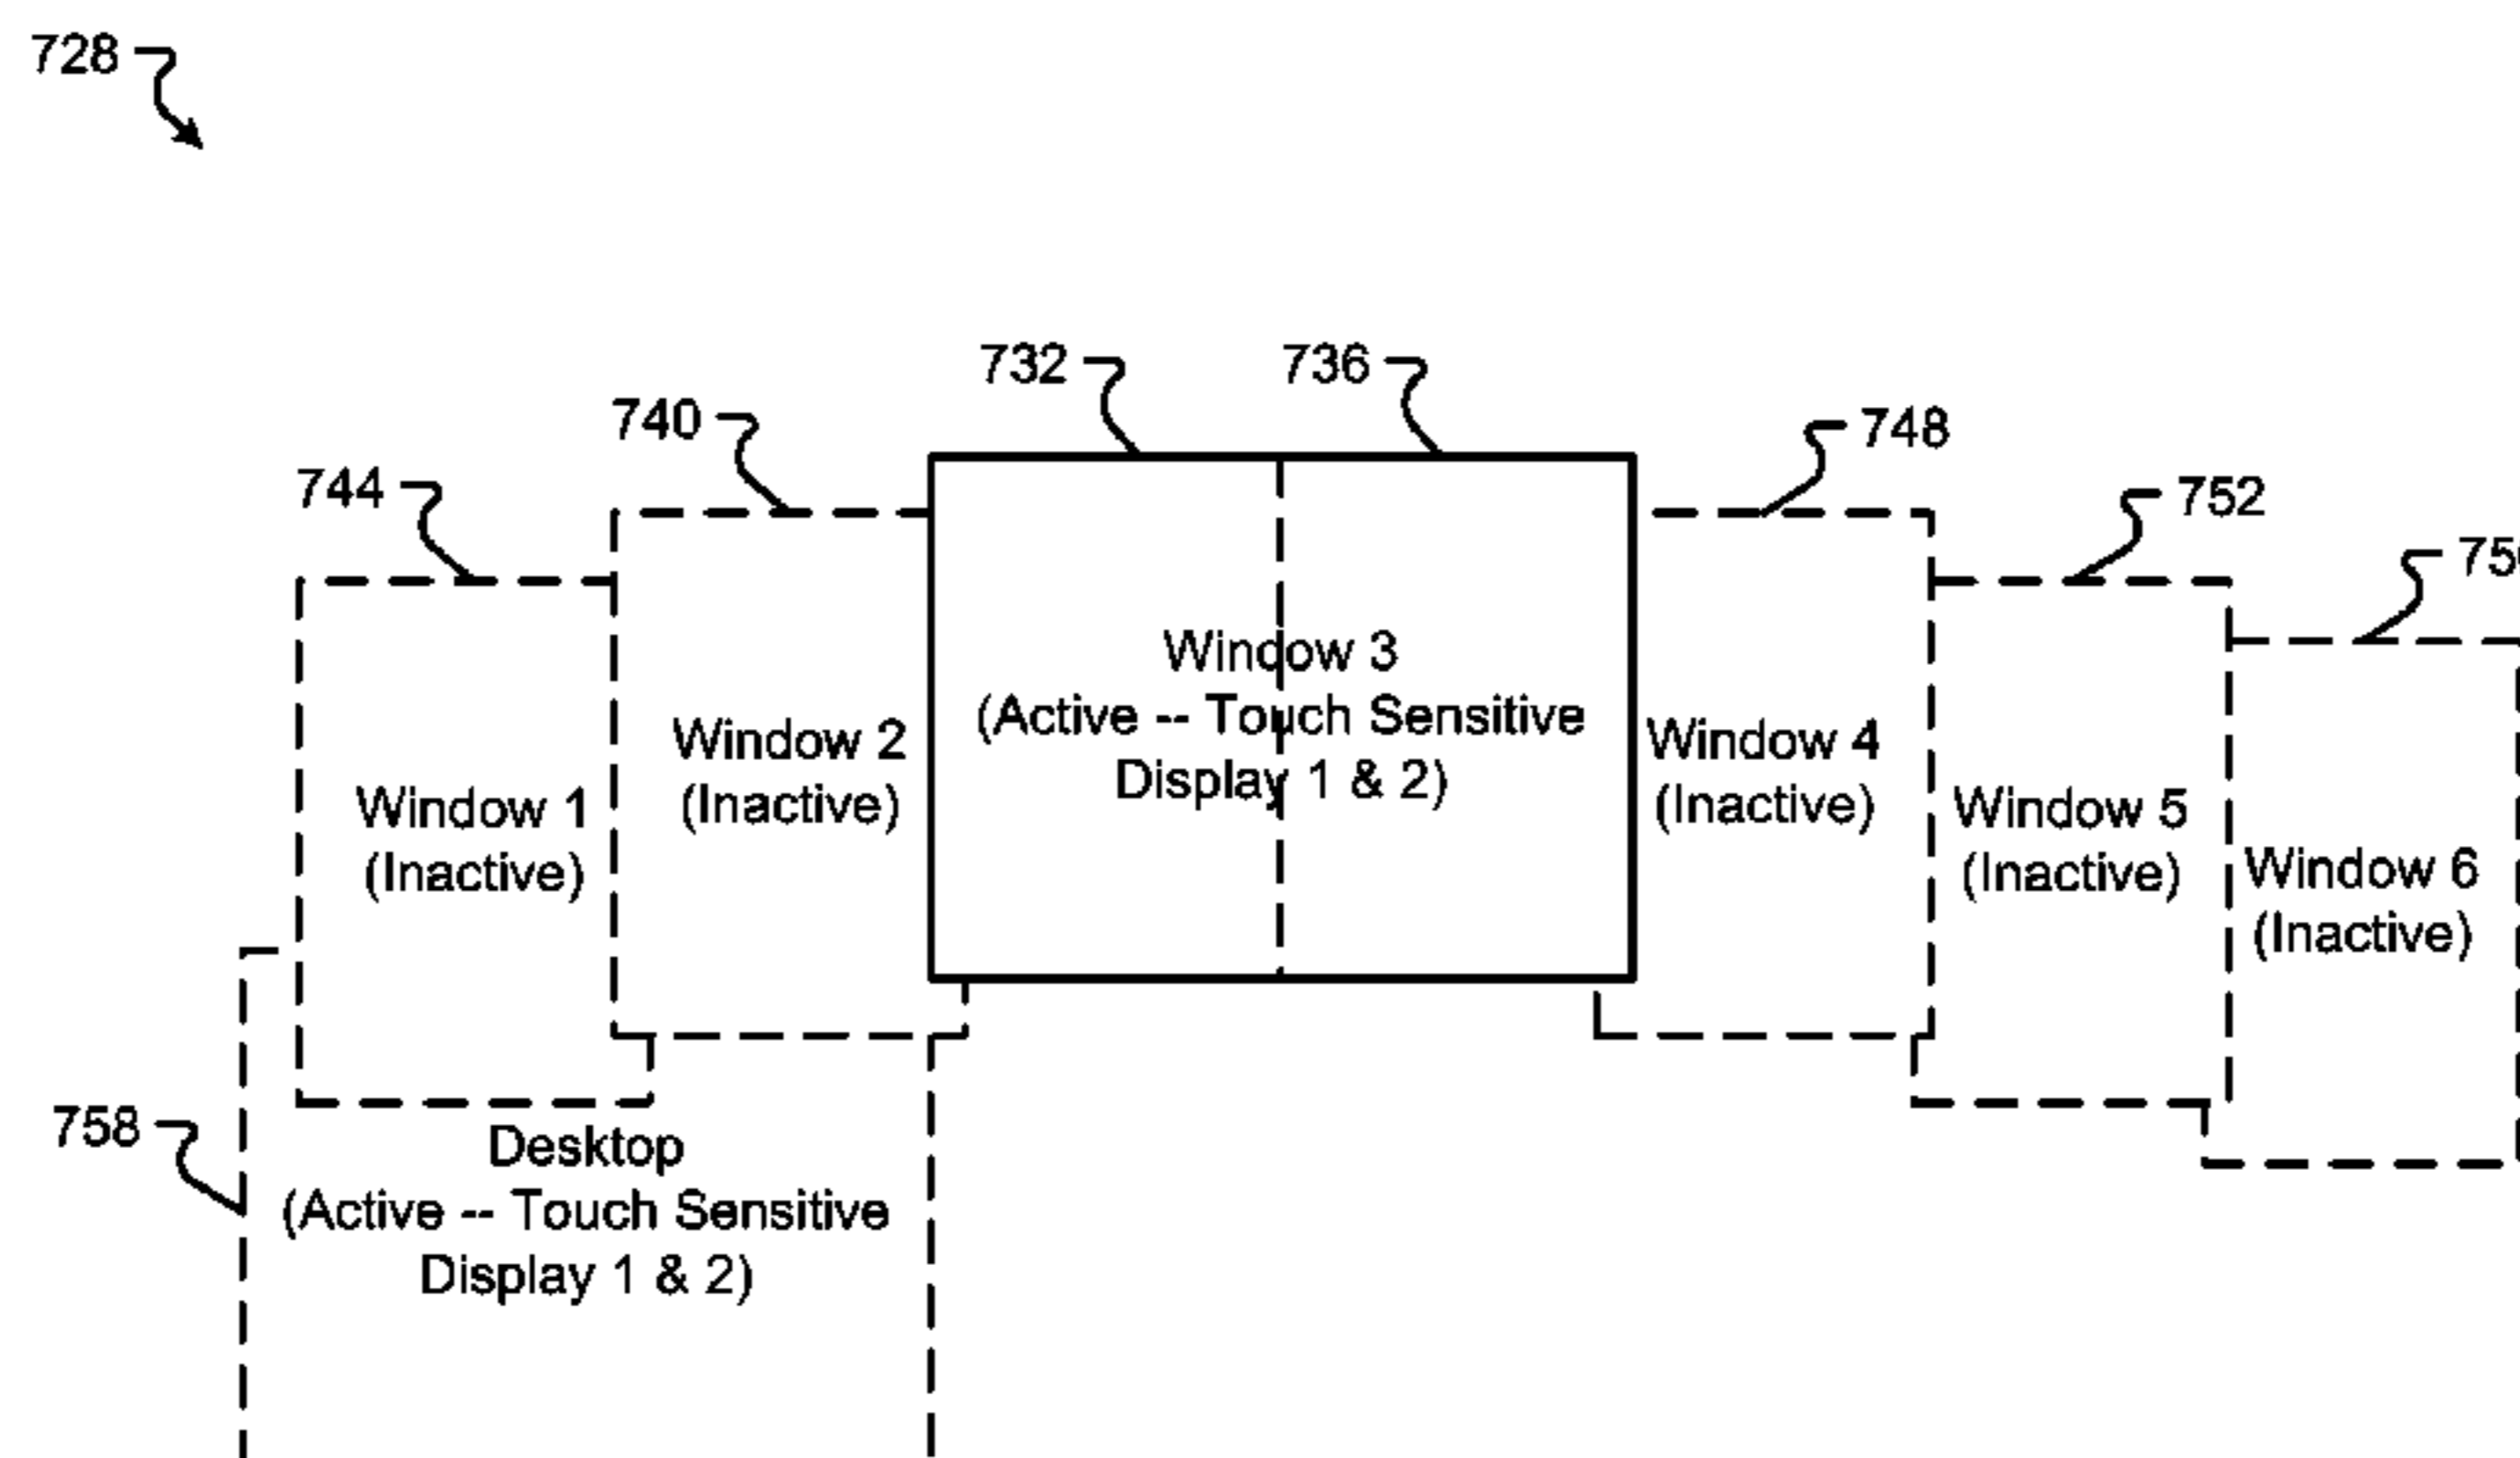 728
732
736
740
748
744
752
Window 3
(Active -- Touch Sensitive
Display 1 & 2)
Window 2
(Inactive)
Window 4
(Inactive)
Window 1
(Inactive)
Window 5
(Inactive)
Window 6
(Inactive)
758
Desktop
(Active -- Touch Sensitive
Display 1 & 2)